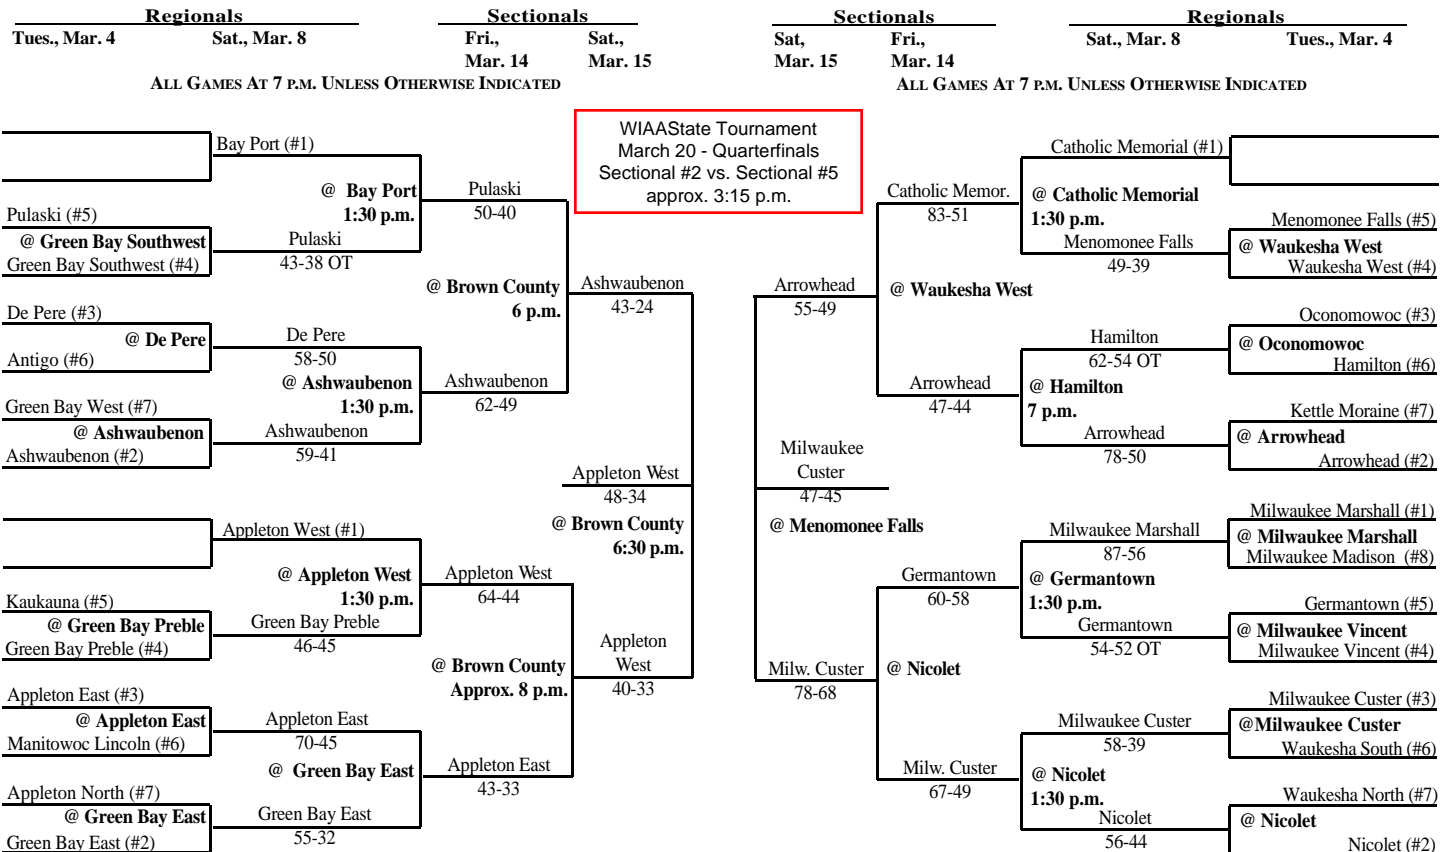 Regionals
Sectionals
Sectionals
Regionals
Tues., Mar. 4
Sat., Mar. 8
Fri.,
Mar. 14
Sat.,
Mar. 15
Sat,
Mar. 15
Fri.,
Mar. 14
Sat., Mar. 8
Tues., Mar. 4
ALL GAMES AT 7 P.M. UNLESS OTHERWISE INDICATED
ALL GAMES AT 7 P.M. UNLESS OTHERWISE INDICATED
WIAAState Tournament
March 20 - Quarterfinals
Sectional #2 vs. Sectional #5
approx. 3:15 p.m.
Bay Port (#1)
@ Bay Port
1:30 p.m.
Pulaski (#5)
@ Green Bay Southwest
Green Bay Southwest (#4)
Pulaski
43-38 OT
Pulaski
50-40
@ Brown County
6 p.m.
De Pere (#3)
@ De Pere
Antigo (#6)
De Pere
58-50
@ Ashwaubenon
1:30 p.m.
Green Bay West (#7)
@ Ashwaubenon
Ashwaubenon (#2)
Ashwaubenon
59-41
Ashwaubenon
62-49
Ashwaubenon
43-24
Appleton West
48-34
@ Brown County
6:30 p.m.
Appleton West (#1)
@ Appleton West
1:30 p.m.
Kaukauna (#5)
@ Green Bay Preble
Green Bay Preble (#4)
Green Bay Preble
46-45
Appleton West
64-44
@ Brown County
Approx. 8 p.m.
Appleton
West
40-33
Appleton East (#3)
@ Appleton East
Manitowoc Lincoln (#6)
Appleton East
70-45
@ Green Bay East
Appleton North (#7)
@ Green Bay East
Green Bay East (#2)
Green Bay East
55-32
Appleton East
43-33
Catholic Memorial (#1)
@ Catholic Memorial
1:30 p.m.
Catholic Memor.
83-51
Menomonee Falls (#5)
@ Waukesha West
Waukesha West (#4)
Menomonee Falls
49-39
@ Waukesha West
Arrowhead
55-49
Oconomowoc (#3)
@ Oconomowoc
Hamilton (#6)
Hamilton
62-54 OT
@ Hamilton
7 p.m.
Arrowhead
47-44
Kettle Moraine (#7)
@ Arrowhead
Arrowhead (#2)
Arrowhead
78-50
Milwaukee
Custer
47-45
@ Menomonee Falls
Milwaukee Marshall (#1)
@ Milwaukee Marshall
Milwaukee Madison (#8)
Milwaukee Marshall
87-56
@ Germantown
1:30 p.m.
Germantown
60-58
Germantown (#5)
@ Milwaukee Vincent
Milwaukee Vincent (#4)
Germantown
54-52 OT
@ Nicolet
Milw. Custer
78-68
Milwaukee Custer (#3)
@Milwaukee Custer
Waukesha South (#6)
Milwaukee Custer
58-39
@ Nicolet
1:30 p.m.
Milw. Custer
67-49
Waukesha North (#7)
@ Nicolet
Nicolet (#2)
Nicolet
56-44